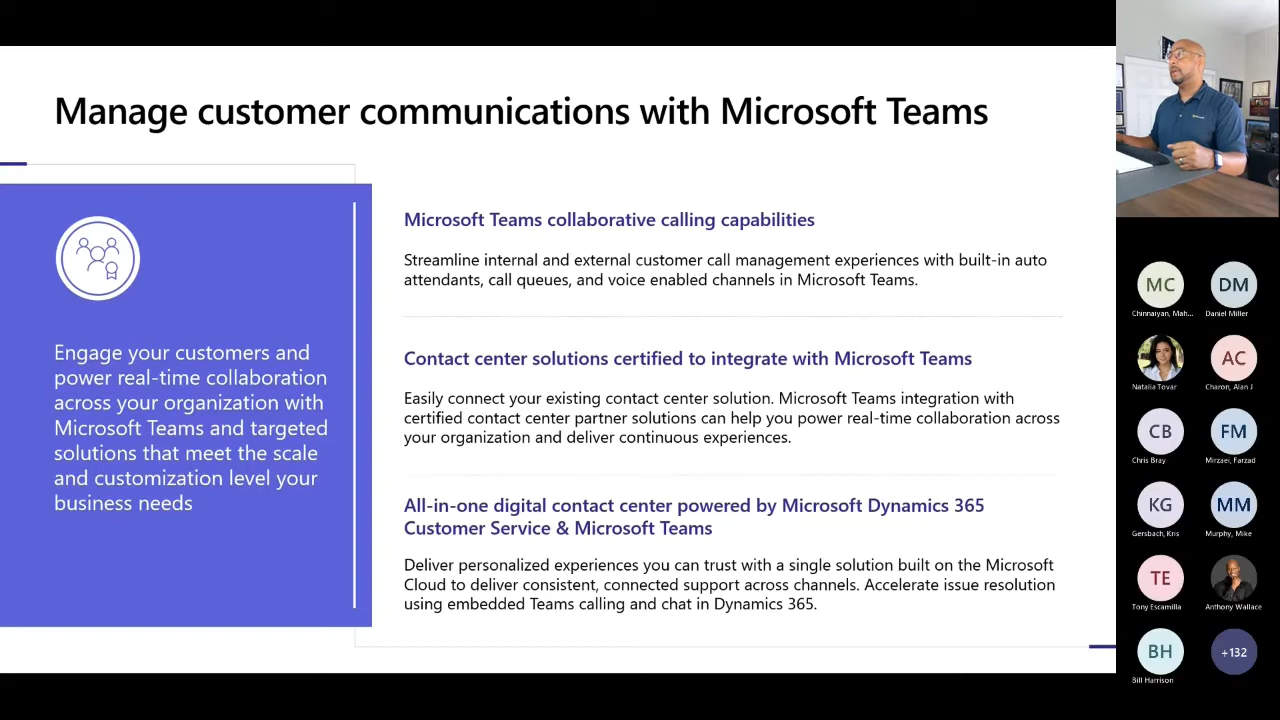 Manage customer communications with Microsoft Teams
Engage your customers and
power real-time collaboration
across your organization with
Microsoft Teams and targeted
solutions that meet the scale
and customization level your
business needs
Microsoft Teams collaborative calling capabilities
Streamline internal and external customer call management experiences with built-in auto
attendants, call queues, and voice enabled channels in Microsoft Teams.
Contact center solutions certified to integrate with Microsoft Teams
Easily connect your existing contact center solution. Microsoft Teams integration with
certified contact center partner solutions can help you power real-time collaboration across
your organization and deliver continuous experiences.
All-in-one digital contact center powered by Microsoft Dynamics 365
Customer Service & Microsoft Teams
Deliver personalized experiences you can trust with a single solution built on the Microsoft
Cloud to deliver consistent, connected support across channels. Accelerate issue resolution
using embedded Teams calling and chat in Dynamics 365.
MC
Chinnaiyan, Mah...
DM
Daniel Miller
Natalia Tovar
AC
Charon, Alan J
CB
Chris Bray
FM
Mirzaei, Farzad
KG
Gersbach, Kris
MM
Murphy, Mike
TE
Tony Escamilla
Anthony Wallace
BH
Bill Harrison
+132